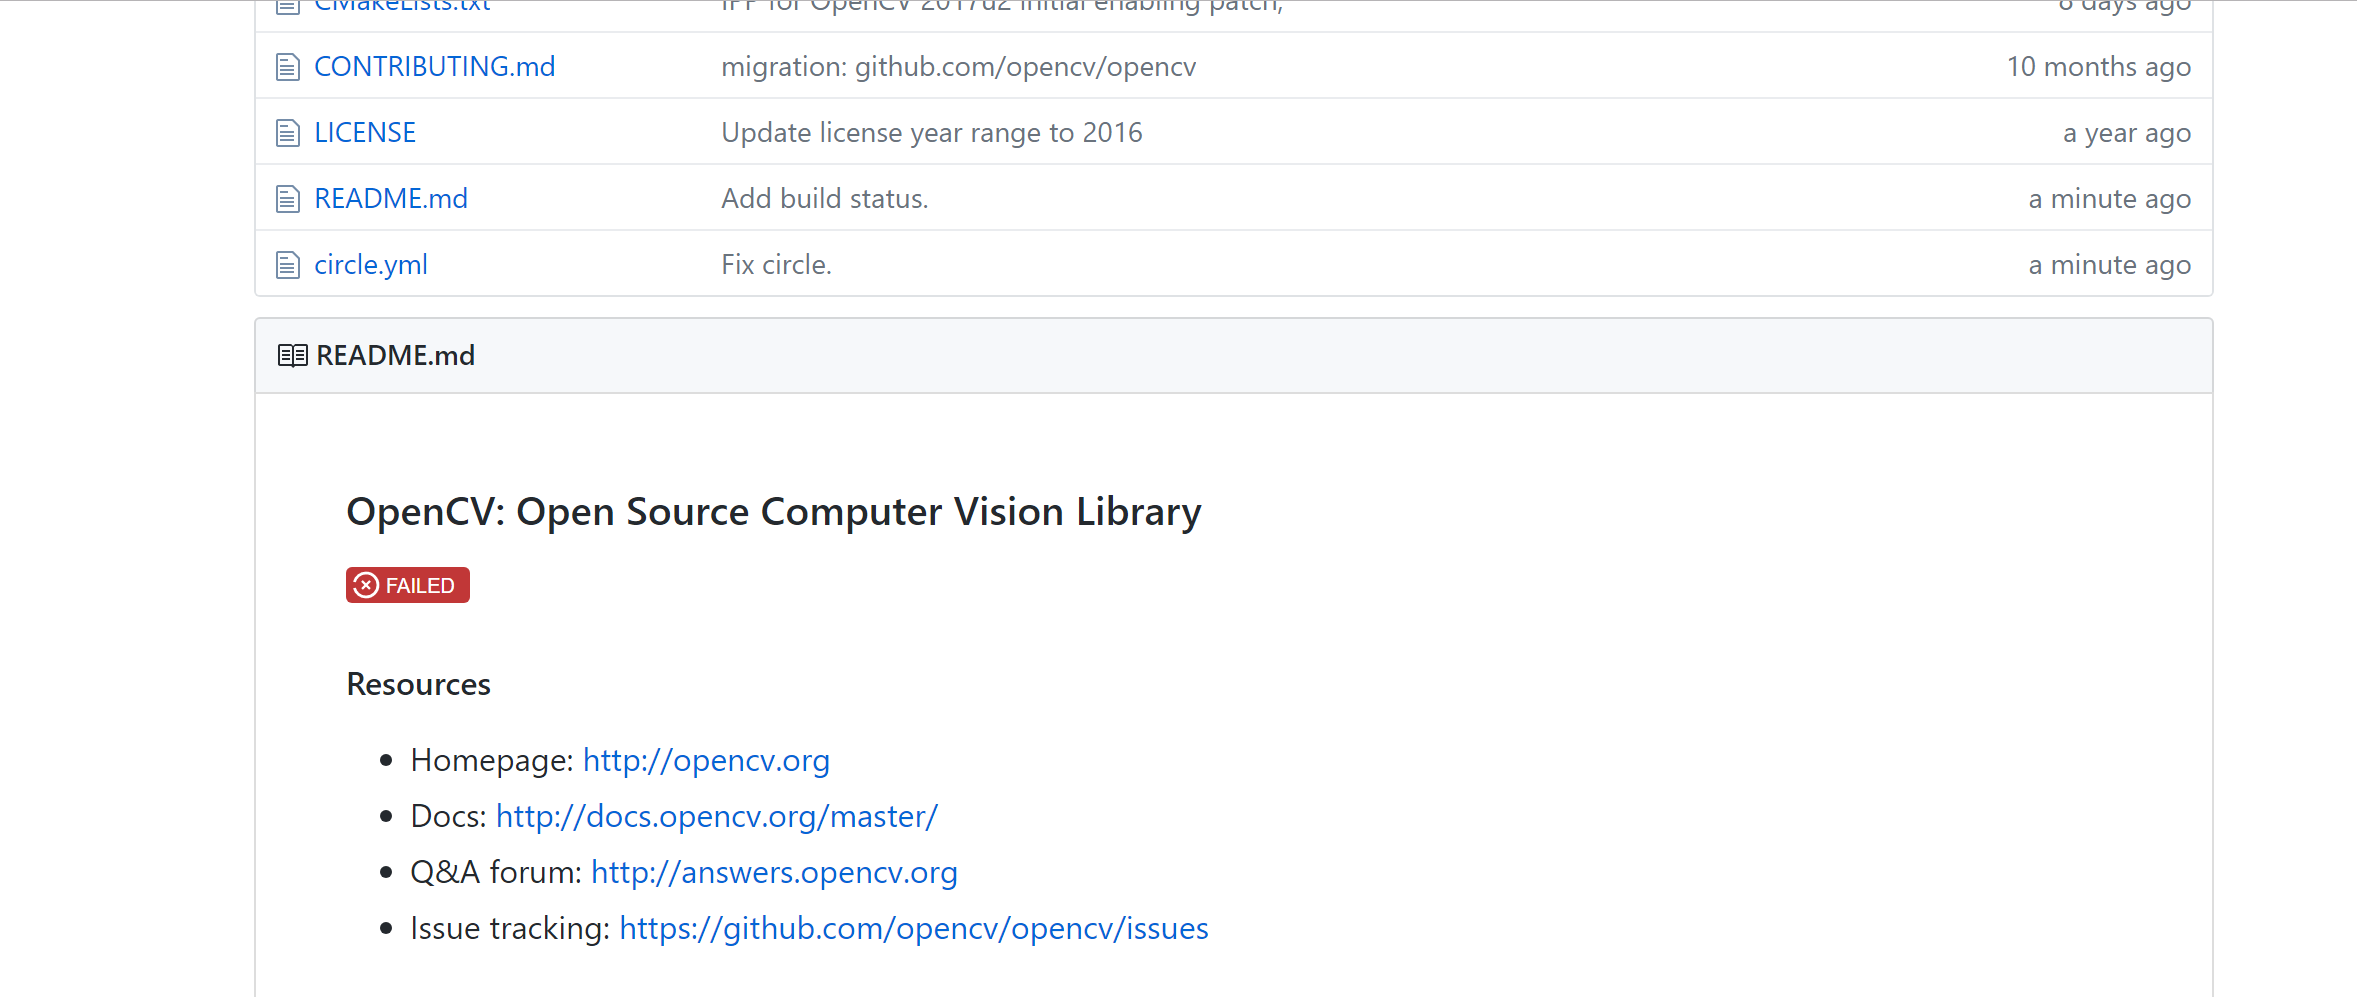 CMakeLists.txt IPP for OpenCV 2017u2 initial enabling patch, days ago
CONTRIBUTING.md migration: github.com/opencv/opencv 10 months ago
LICENSE Update license year range to 2016 a year ago
README.md Add build status. a minute ago
circle.yml Fix circle. a minute ago
README.md
OpenCV: Open Source Computer Vision Library
FAILED
Resources
Homepage: http://opencv.org
Docs: http://docs.opencv.org/master/
Q&A forum: http://answers.opencv.org
Issue tracking: https://github.com/opencv/opencv/issues